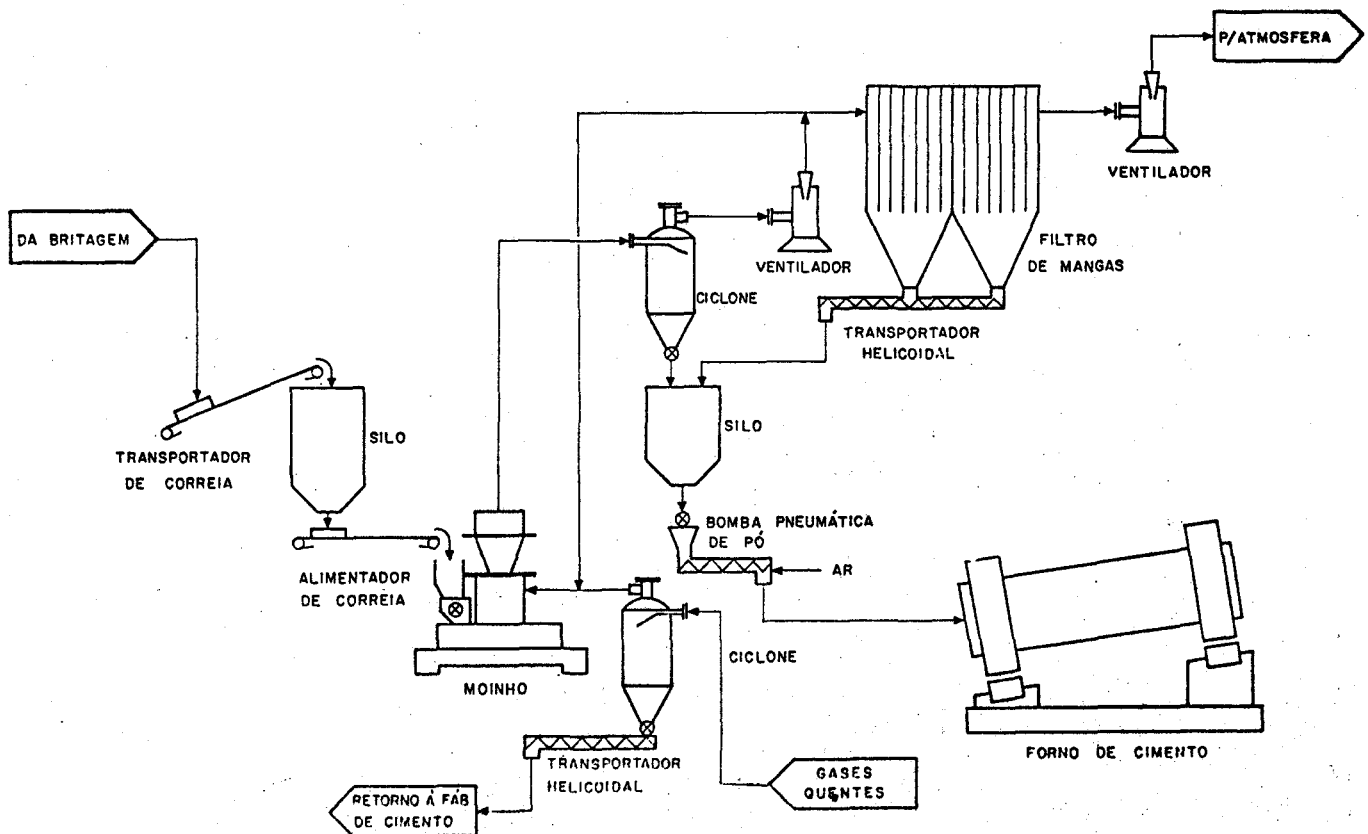 P/ATMOSFERA
VENTILADOR
DA BRITAGEM
FILTRO
DE MANGAS
VENTILADOR
CICLONE
TRANSPORTADOR
HELICOIDAL
SILO
SILO
TRANSPORTADOR
DE CORREIA
BOMBA PNEUMÁTICA
DE PÓ
AR
ALIMENTADOR
DE CORREIA
CICLONE
MOINHO
FORNO DE CIMENTO
TRANSPORTADOR
HELICOIDAL
GASES
QUENTES
RETORNO À FÁB
DE CIMENTO